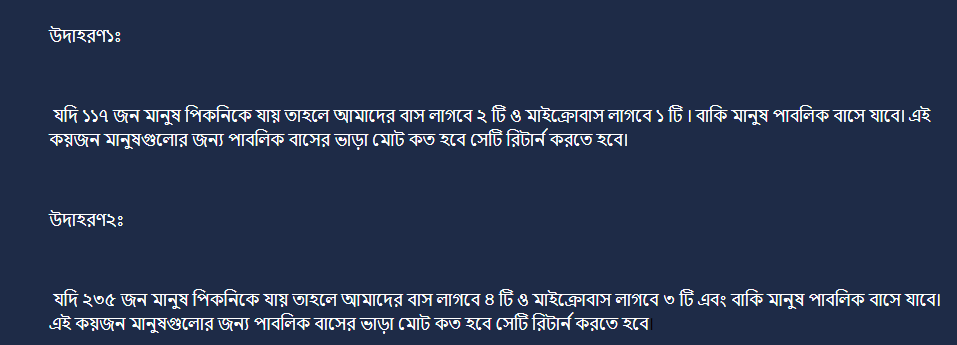 উদাহরণ১ঃ
যদি ১১৭ জন মানুষ পিকনিকে যায় তাহলে আমাদের বাস লাগবে ২ টি ও মাইক্রোবাস লাগবে ১ টি । বাকি মানুষ পাবলিক বাসে যাবে। এই
কয়জন মানুষগুলোর জন্য পাবলিক বাসের ভাড়া মোট কত হবে সেটি রিটার্ন করতে হবে।
উদাহরণ২ঃ
যদি ২৩৫ জন মানুষ পিকনিকে যায় তাহলে আমাদের বাস লাগবে ৪ টি ও মাইক্রোবাস লাগবে ৩ টি এবং বাকি মানুষ পাবলিক বাসে যাবে।
এই কয়জন মানুষগুলোর জন্য পাবলিক বাসের ভাড়া মোট কত হবে সেটি রিটার্ন করতে হবে।